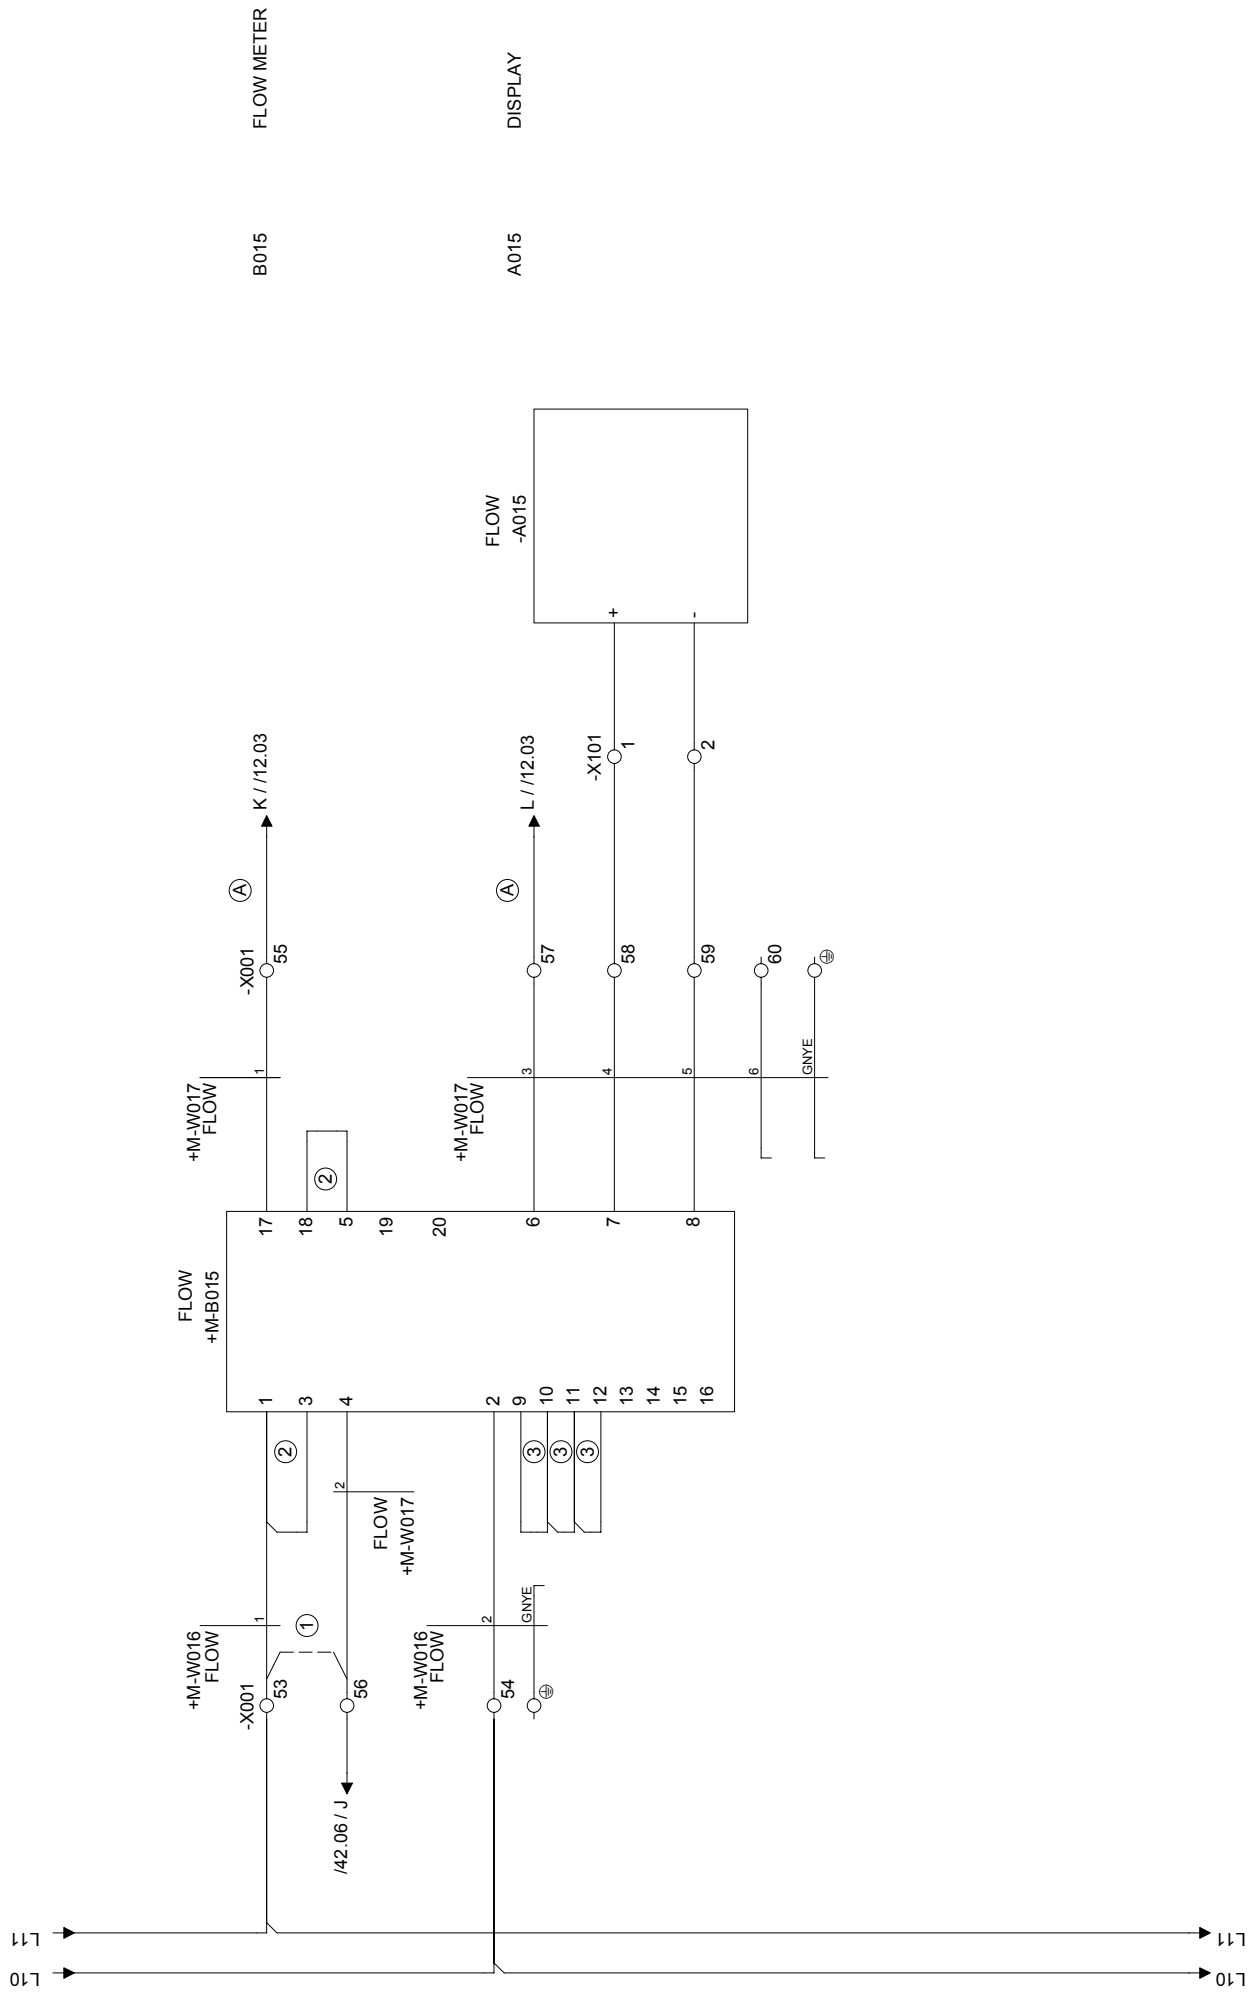 B015 FLOW METER
A015 DISPLAY
FLOW
-A015
+
-
K / /12.03
L / /12.03
-X101
1
2
A
A
-X001
55
57
58
59
60
+M-W017
FLOW
1
+M-W017
FLOW
3
4
5
6
GNYE
2
FLOW
+M-B015
17
18
5
19
20
6
7
8
1
3
4
2
9
10
11
12
13
14
15
16
2
3
3
3
2
FLOW
+M-W017
+M-W016
FLOW
1
1
+M-W016
FLOW
2
GNYE
-X001
53
56
54
/42.06 / J
L11
L10
L11
L10